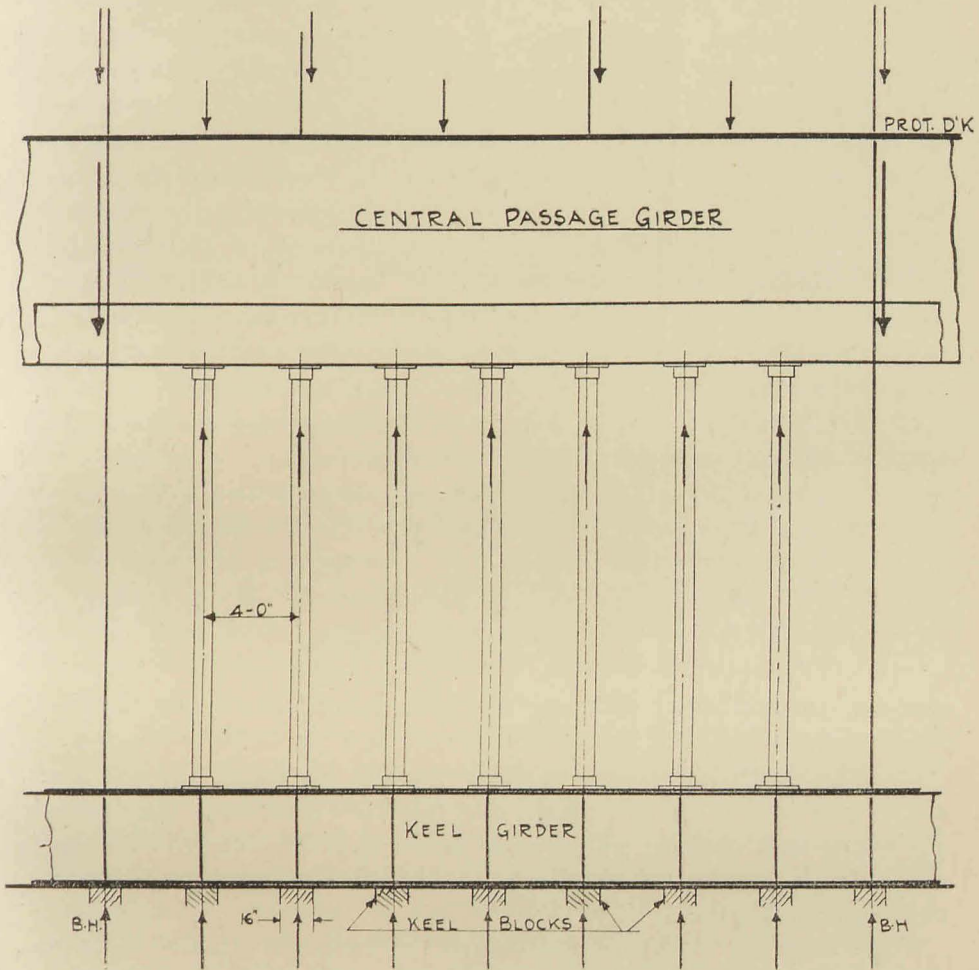 PROT. D'K
CENTRAL PASSAGE GIRDER
4-0"
KEEL GIRDER
B.H.
16"
KEEL BLOCKS
B.H